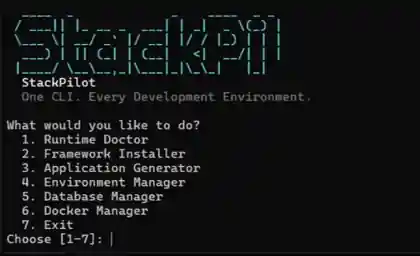 StackPil
StackPilot
One CLI. Every Development Environment.
What would you like to do?
1. Runtime Doctor
2. Framework Installer
3. Application Generator
4. Environment Manager
5. Database Manager
6. Docker Manager
7. Exit
Choose [1-7]: